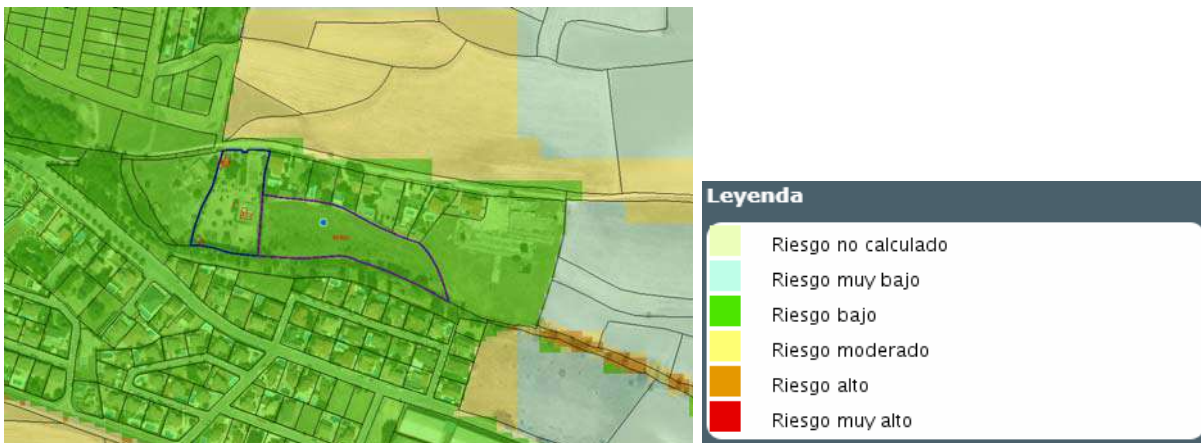 Leyenda
Riesgo no calculado
Riesgo muy bajo
Riesgo bajo
Riesgo moderado
Riesgo alto
Riesgo muy alto